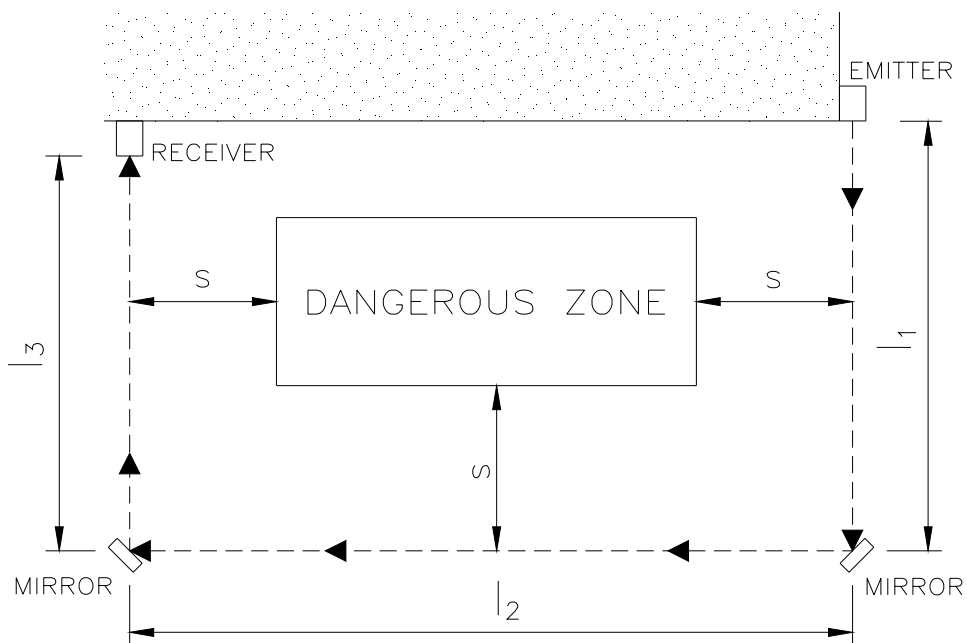 EMITTER
RECEIVER
S
S
DANGEROUS ZONE
l1
l3
S
MIRROR
MIRROR
l2